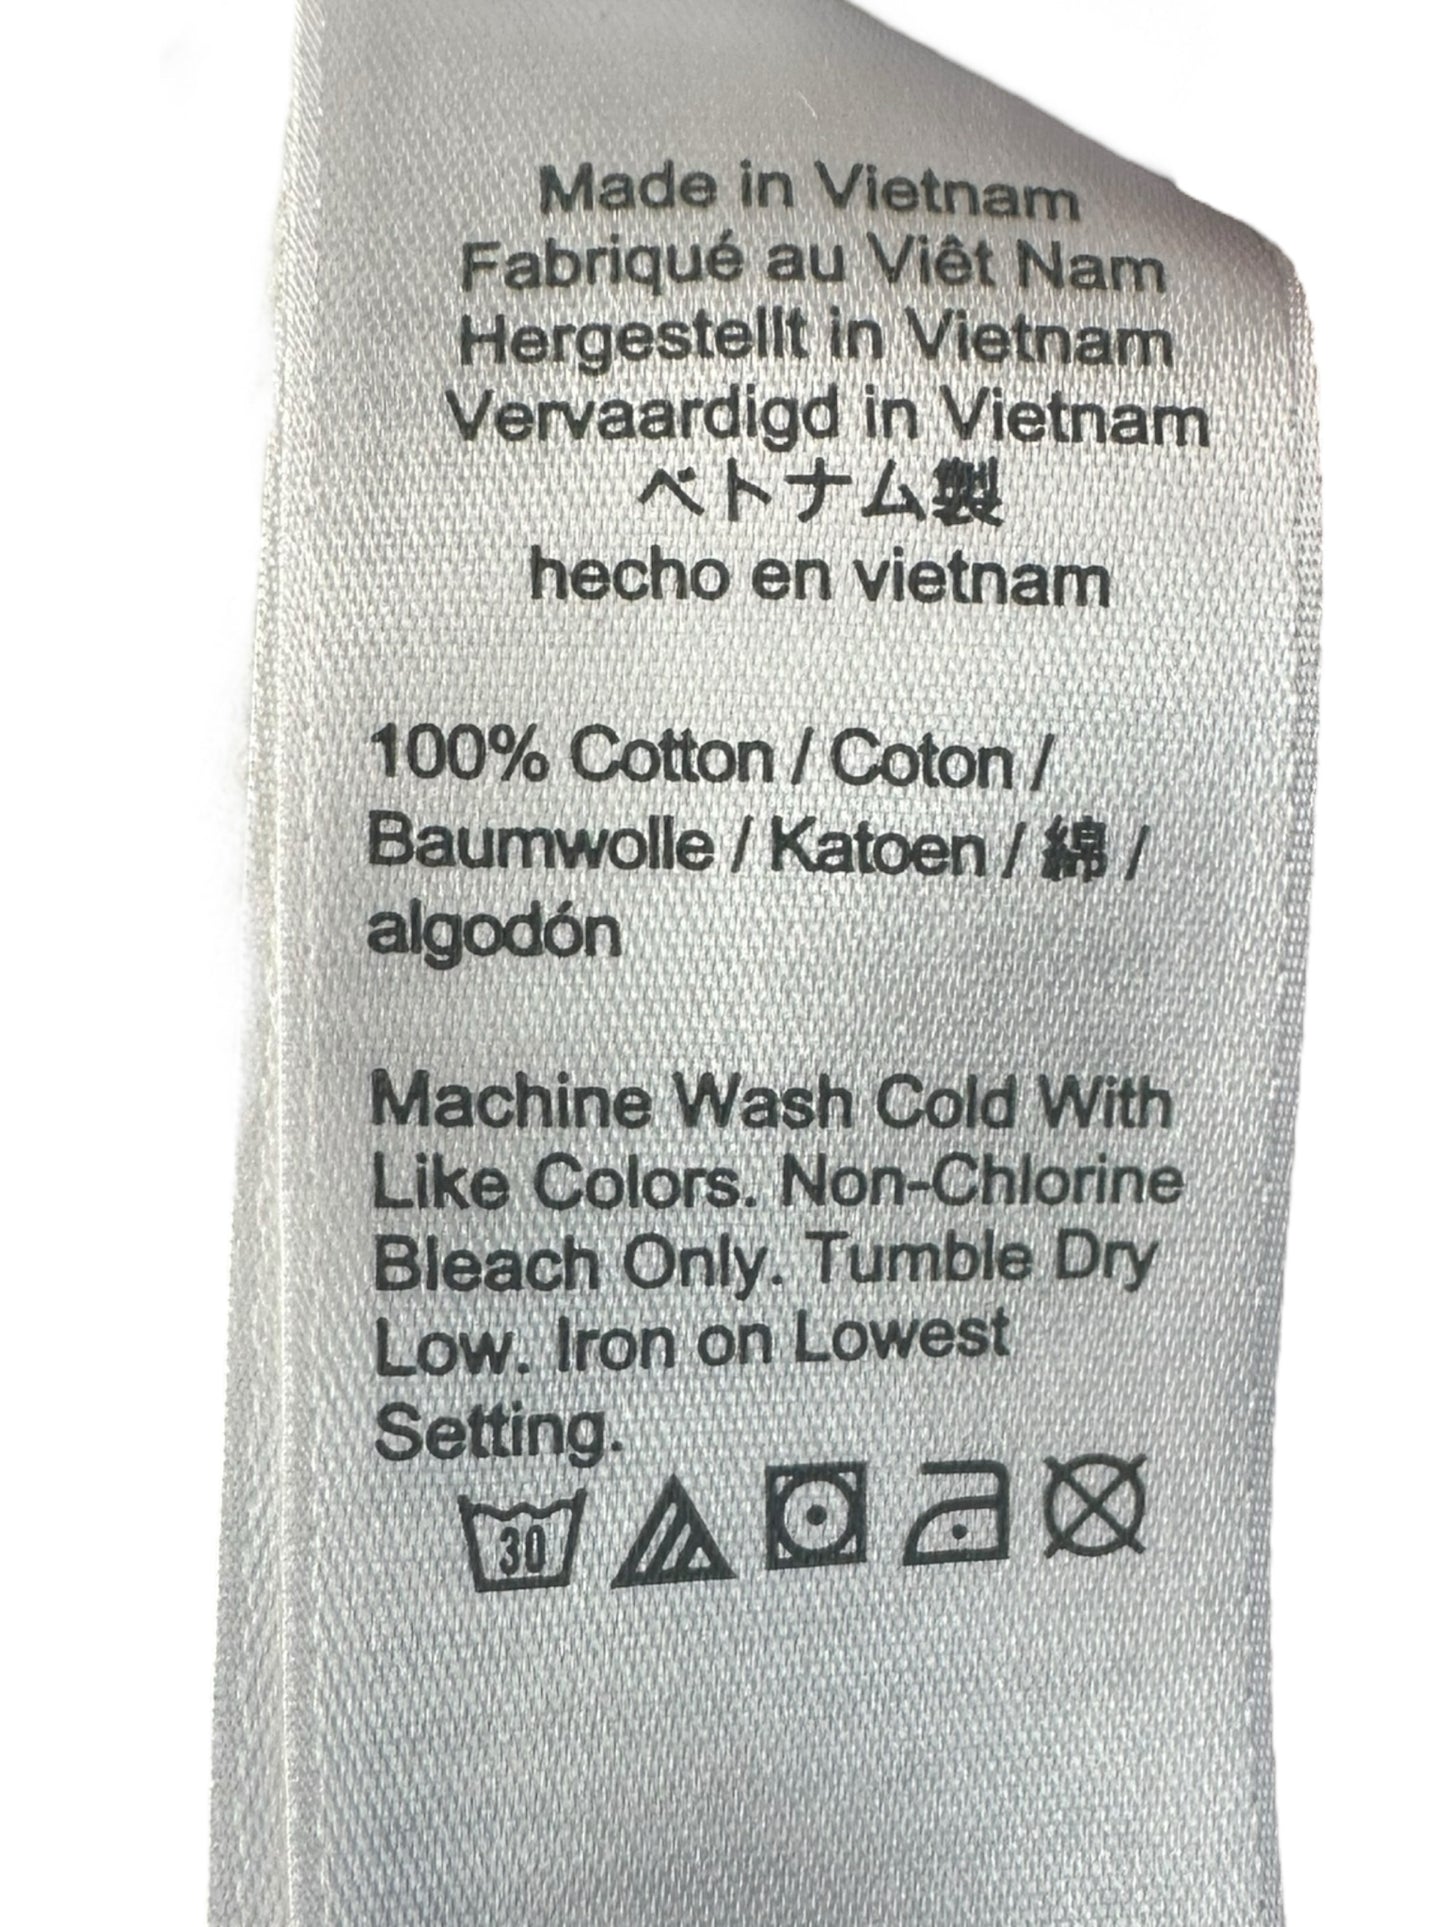 Made in Vietnam
Fabriqué au Viêt Nam
Hergestellt in Vietnam
Vervaardigd in Vietnam
ベトナム製
hecho en vietnam
100% Cotton / Coton /
Baumwolle / Katoen / 綿 /
algodón
Machine Wash Cold With
Like Colors. Non-Chlorine
Bleach Only. Tumble Dry
Low. Iron on Lowest
Setting.
30